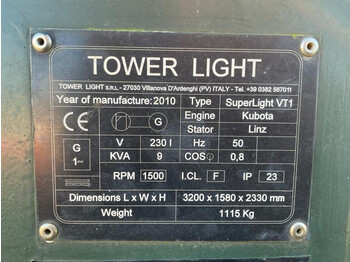 TOWER LIGHT
TOWER LIGHT S.R.L. - 27030 Villanova D'Ardenghi (PV) ITALY - Tel. +39 0382 567011
Year of manufacture: 2010 Type SuperLight VT1
CE G Engine Kubota
Stator Linz
G 1~ V 230 I Hz 50
KVA 9 COS 0,8
RPM 1500 I.CL. F IP 23
Dimensions L x W x H 3200 x 1580 x 2330 mm
Weight 1115 Kg